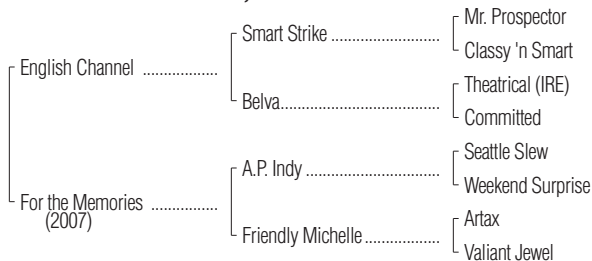 Mr. Prospector
Smart Strike ........................
Classy 'n Smart
English Channel ..................
Theatrical (IRE)
Belva...................................
Committed
Seattle Slew
A.P. Indy .............................
Weekend Surprise
For the Memories ................
(2007)
Artax
Friendly Michelle .................
Valiant Jewel